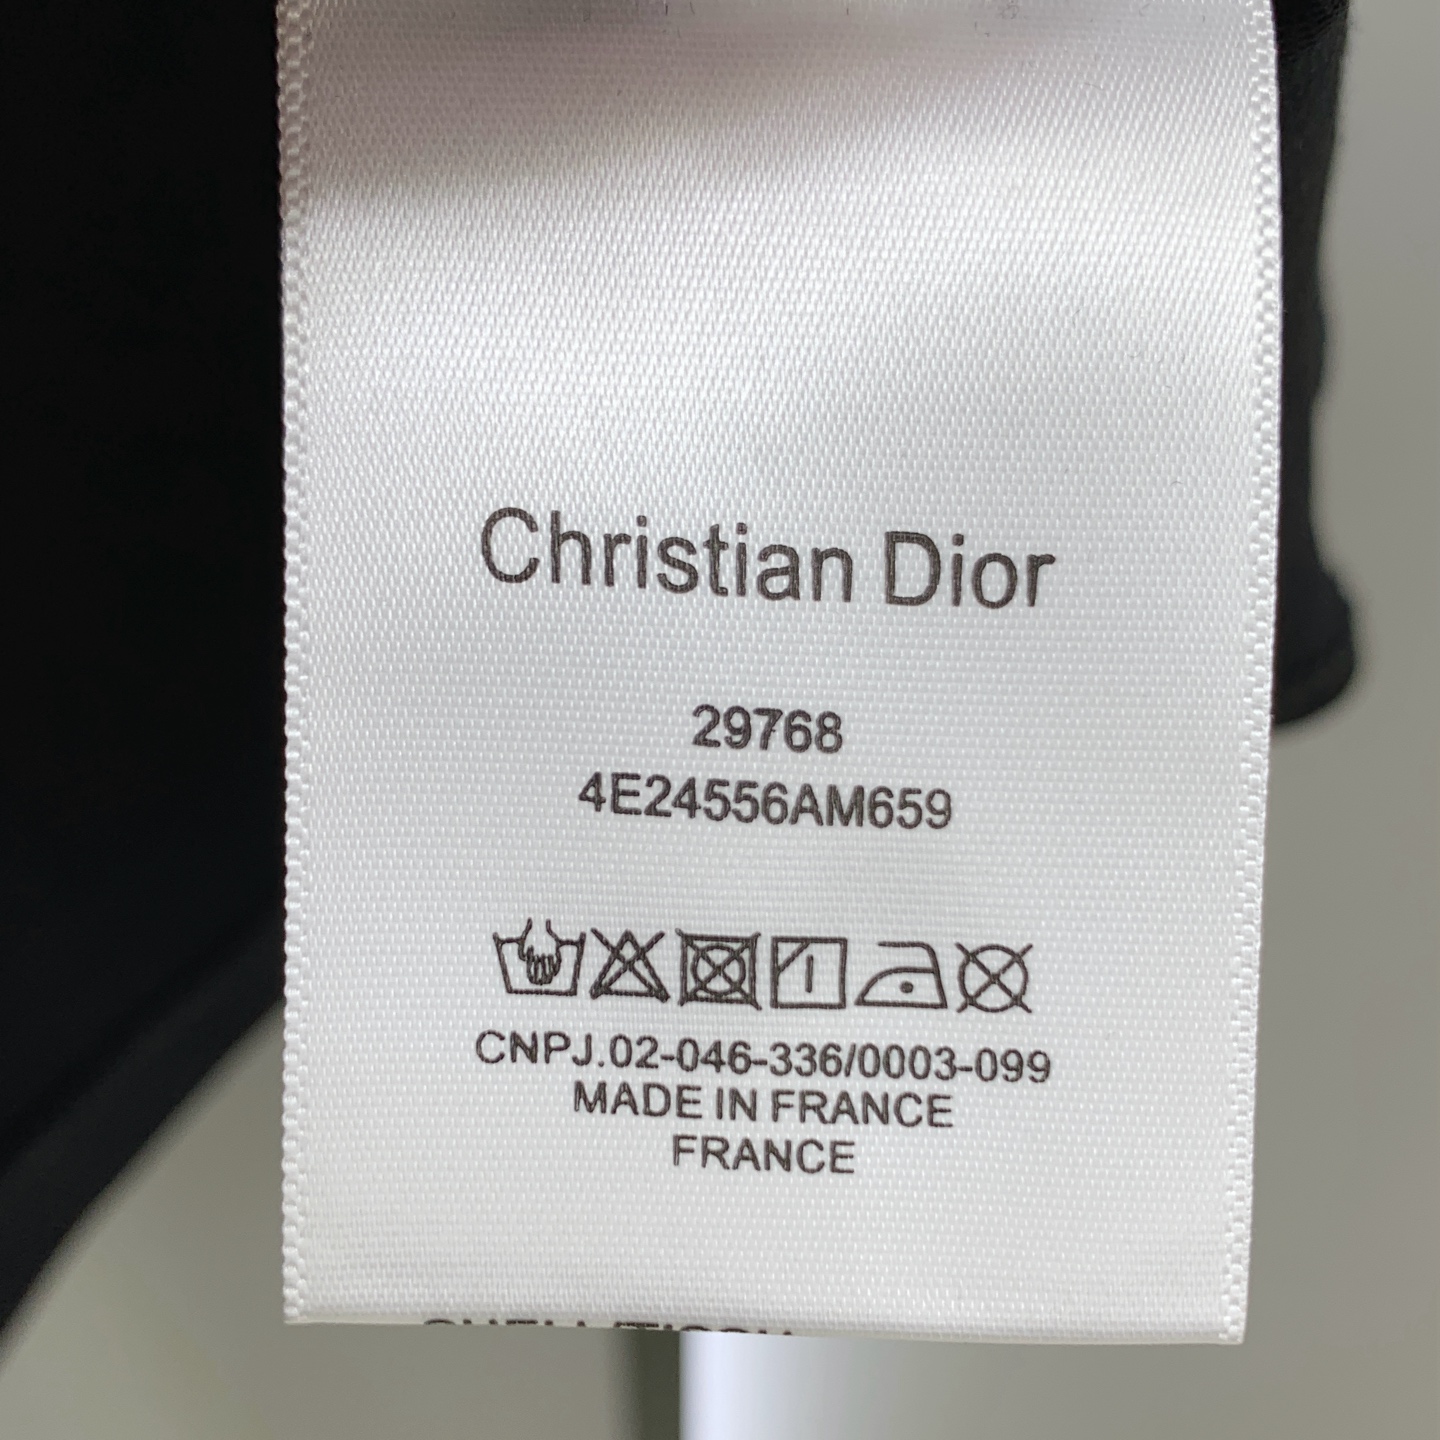 Christian Dior
29768
4E24556AM659
CNPJ.02-046-336/0003-099
MADE IN FRANCE
FRANCE